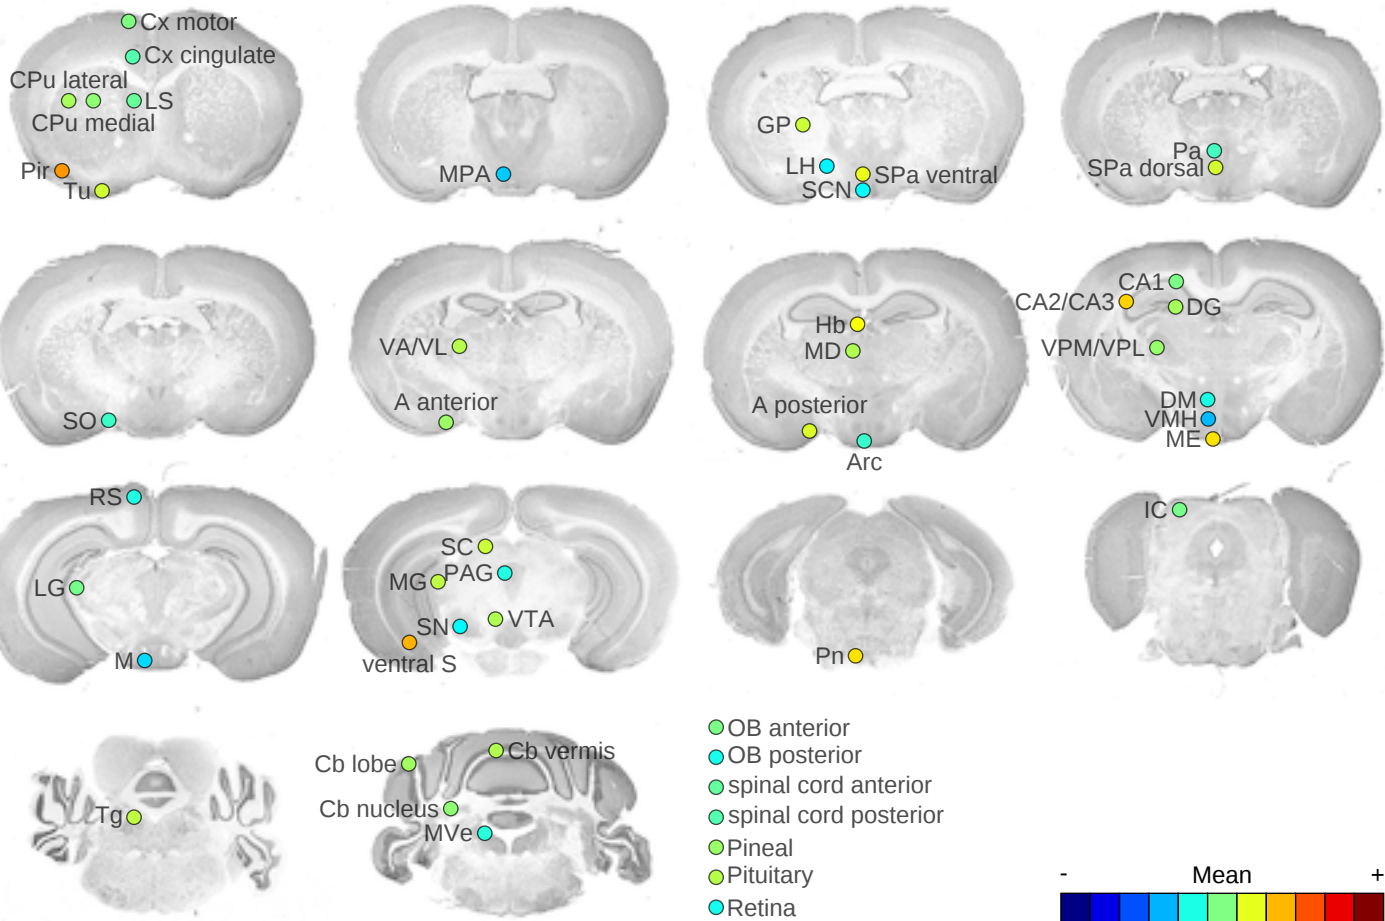 Cx motor
Cx cingulate
CPu lateral
LS
CPu medial
Pir
Tu
MPA
GP
LH
SPa ventral
SCN
Pa
SPa dorsal
SO
VA/VL
A anterior
Hb
MD
A posterior
Arc
CA1
CA2/CA3
DG
VPM/VPL
DM
VMH
ME
RS
LG
M
SC
PAG
MG
VTA
SN
ventral S
Pn
IC
Tg
Cb lobe
Cb vermis
Cb nucleus
MVe
OB anterior
OB posterior
spinal cord anterior
spinal cord posterior
Pineal
Pituitary
Retina
- Mean +